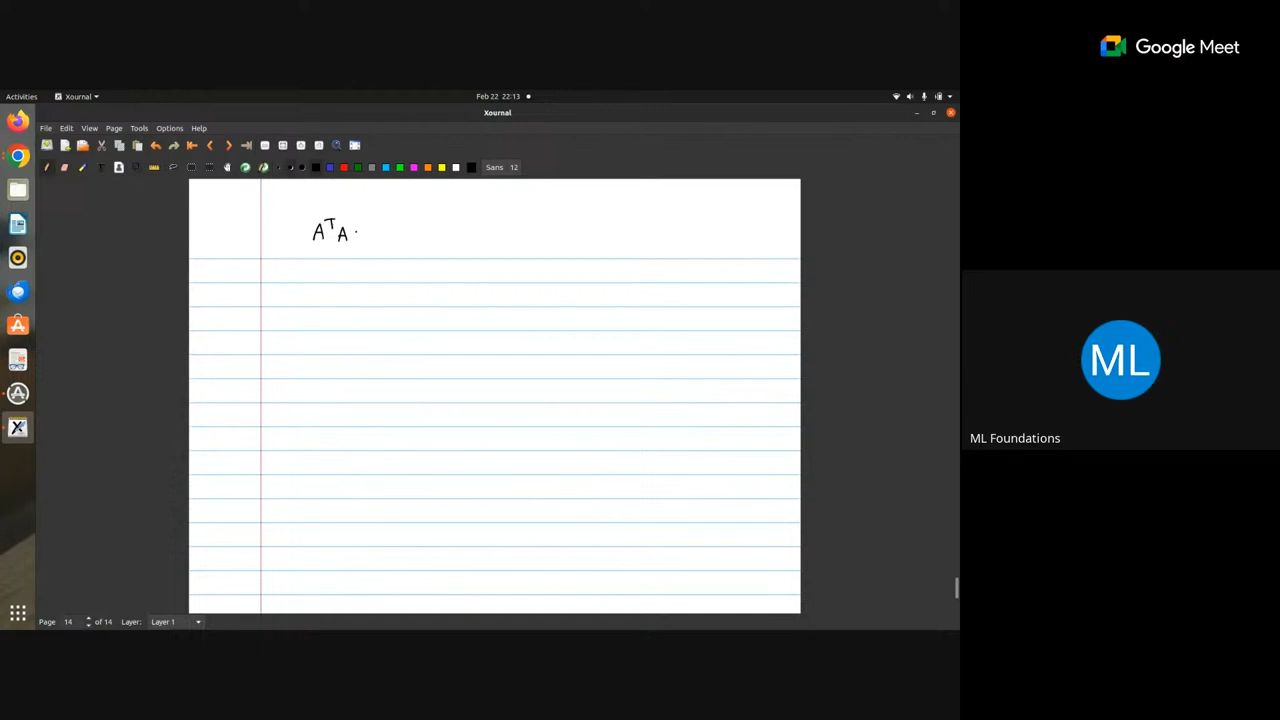 Google Meet
Activities Xournal Feb 22 22:13
Xournal
File Edit View Page Tools Options Help
Sans 12
AᵀA
ML
ML Foundations
Page 14 of 14 Layer: Layer 1